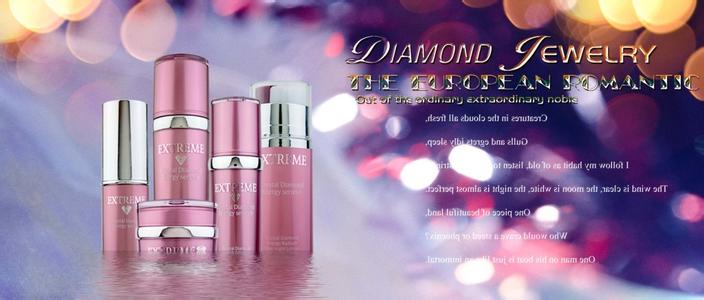 DIAMOND JEWELRY
THE EUROPEAN ROMANTIC
Out of the ordinary extraordinary noble
Creatures in the clouds all fresh,
Gulls and egrets idly sleep,
I follow my habit as of old, listen to
The wind is clear, the moon is white, the night is almost perfect.
One piece of beautiful land,
Who would crave a steed or phoenix?
One man on his boat is just like an immortal.
EXTREME
EXTREME
EXTREME
EXTREME